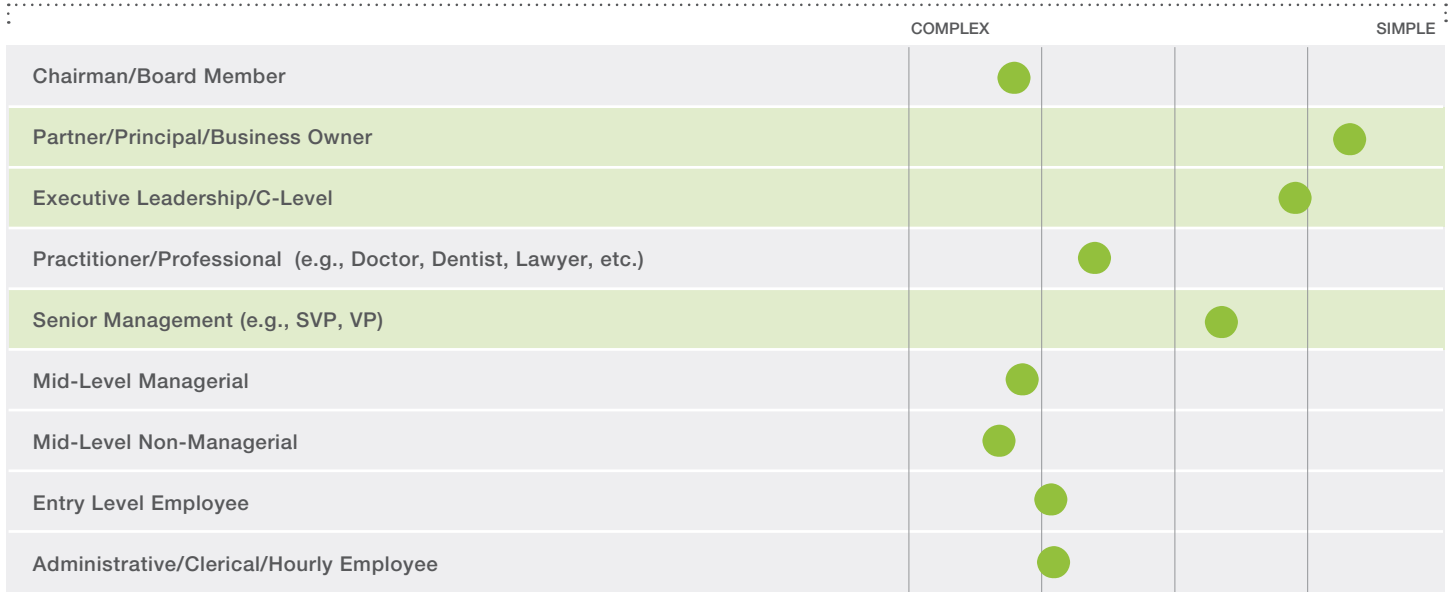 COMPLEX SIMPLE
Chairman/Board Member
Partner/Principal/Business Owner
Executive Leadership/C-Level
Practitioner/Professional (e.g., Doctor, Dentist, Lawyer, etc.)
Senior Management (e.g., SVP, VP)
Mid-Level Managerial
Mid-Level Non-Managerial
Entry Level Employee
Administrative/Clerical/Hourly Employee